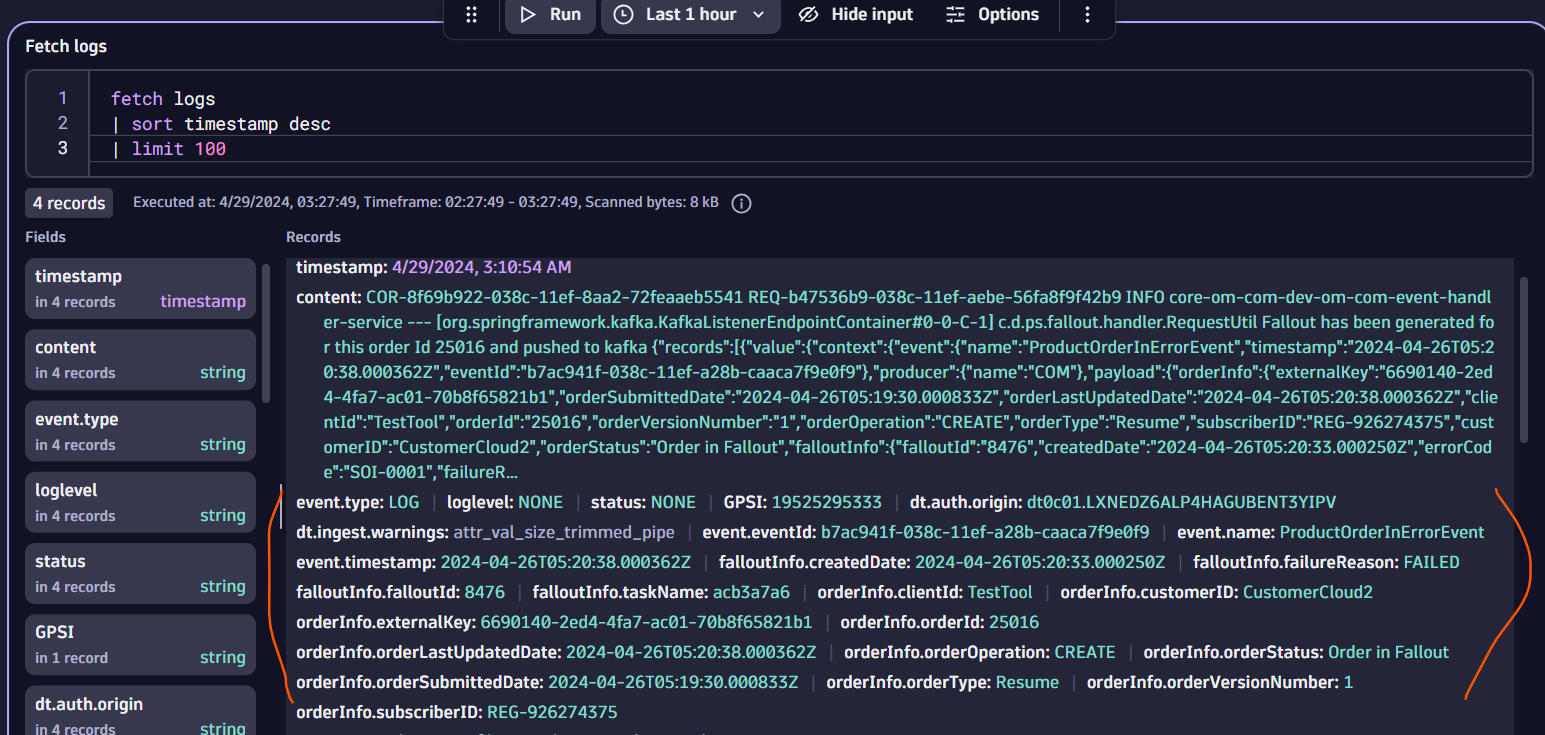 Run
Last 1 hour
Hide input
Options
Fetch logs
1 fetch logs
2 | sort timestamp desc
3 | limit 100
4 records
Executed at: 4/29/2024, 03:27:49, Timeframe: 02:27:49 - 03:27:49, Scanned bytes: 8 kB
Fields
timestamp
in 4 records timestamp
content
in 4 records string
event.type
in 4 records string
loglevel
in 4 records string
status
in 4 records string
GPSI
in 1 record string
dt.auth.origin
in 4 records string
Records
timestamp: 4/29/2024, 3:10:54 AM
content: COR-8f69b922-038c-11ef-8aa2-72feaaeb5541 REQ-b47536b9-038c-11ef-aebe-56fa8f9f42b9 INFO core-om-com-dev-om-com-event-handl
er-service --- [org.springframework.kafka.KafkaListenerEndpointContainer#0-0-C-1] c.d.ps.fallout.handler.RequestUtil Fallout has been generated fo
r this order Id 25016 and pushed to kafka {"records":[{"value":{"context":{"event":{"name":"ProductOrderInErrorEvent","timestamp":"2024-04-26T05:2
0:38.000362Z","eventId":"b7ac941f-038c-11ef-a28b-caaca7f9e0f9"},"producer":{"name":"COM"},"payload":{"orderInfo":{"externalKey":"6690140-2ed
4-4fa7-ac01-70b8f65821b1","orderSubmittedDate":"2024-04-26T05:19:30.000833Z","orderLastUpdatedDate":"2024-04-26T05:20:38.000362Z","clie
ntId":"TestTool","orderId":"25016","orderVersionNumber":"1","orderOperation":"CREATE","orderType":"Resume","subscriberID":"REG-926274375","cust
omerID":"CustomerCloud2","orderStatus":"Order in Fallout","falloutInfo":{"falloutId":"8476","createdDate":"2024-04-26T05:20:33.000250Z","errorCod
e":"SOI-0001","failureR...
event.type: LOG | loglevel: NONE | status: NONE | GPSI: 19525295333 | dt.auth.origin: dt0c01.LXNEDZ6ALP4HAGUBENT3YIPV
dt.ingest.warnings: attr_val_size_trimmed_pipe | event.eventId: b7ac941f-038c-11ef-a28b-caaca7f9e0f9 | event.name: ProductOrderInErrorEvent
event.timestamp: 2024-04-26T05:20:38.000362Z | falloutInfo.createdDate: 2024-04-26T05:20:33.000250Z | falloutInfo.failureReason: FAILED
falloutInfo.falloutId: 8476 | falloutInfo.taskName: acb3a7a6 | orderInfo.clientId: TestTool | orderInfo.customerID: CustomerCloud2
orderInfo.externalKey: 6690140-2ed4-4fa7-ac01-70b8f65821b1 | orderInfo.orderId: 25016
orderInfo.orderLastUpdatedDate: 2024-04-26T05:20:38.000362Z | orderInfo.orderOperation: CREATE | orderInfo.orderStatus: Order in Fallout
orderInfo.orderSubmittedDate: 2024-04-26T05:19:30.000833Z | orderInfo.orderType: Resume | orderInfo.orderVersionNumber: 1
orderInfo.subscriberID: REG-926274375